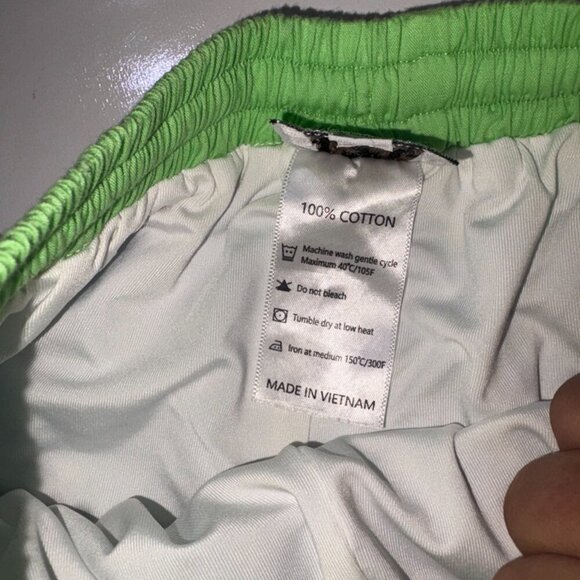 100% COTTON
Machine wash gentle cycle
Maximum 40℃/105F
Do not bleach
Tumble dry at low heat
Iron at medium 150℃/300F
MADE IN VIETNAM